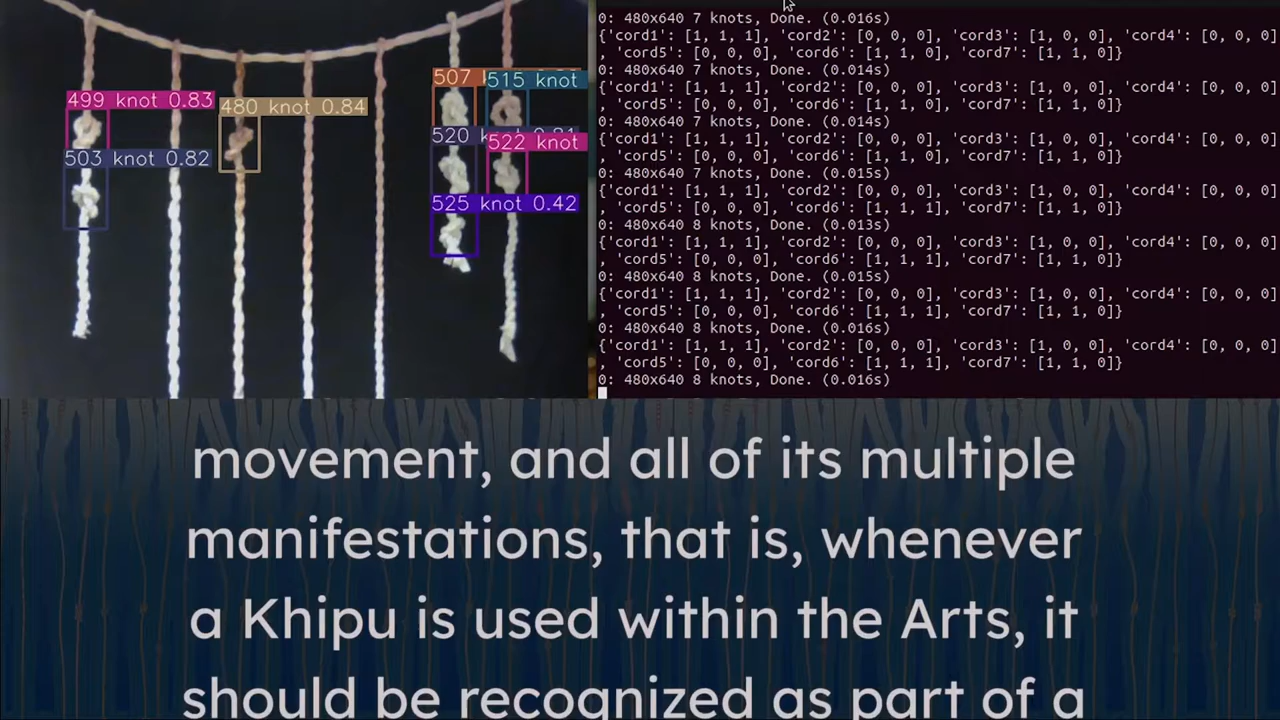 499 knot 0.83
503 knot 0.82
480 knot 0.84
507
515 knot
520
522 knot
525 knot 0.42
0: 480x640 7 knots, Done. (0.016s)
{'cord1': [1, 1, 1], 'cord2': [0, 0, 0], 'cord3': [1, 0, 0], 'cord4': [0, 0, 0]
, 'cord5': [0, 0, 0], 'cord6': [1, 1, 0], 'cord7': [1, 1, 0]}
0: 480x640 7 knots, Done. (0.014s)
{'cord1': [1, 1, 1], 'cord2': [0, 0, 0], 'cord3': [1, 0, 0], 'cord4': [0, 0, 0]
, 'cord5': [0, 0, 0], 'cord6': [1, 1, 0], 'cord7': [1, 1, 0]}
0: 480x640 7 knots, Done. (0.014s)
{'cord1': [1, 1, 1], 'cord2': [0, 0, 0], 'cord3': [1, 0, 0], 'cord4': [0, 0, 0]
, 'cord5': [0, 0, 0], 'cord6': [1, 1, 0], 'cord7': [1, 1, 0]}
0: 480x640 7 knots, Done. (0.015s)
{'cord1': [1, 1, 1], 'cord2': [0, 0, 0], 'cord3': [1, 0, 0], 'cord4': [0, 0, 0]
, 'cord5': [0, 0, 0], 'cord6': [1, 1, 1], 'cord7': [1, 1, 0]}
0: 480x640 8 knots, Done. (0.013s)
{'cord1': [1, 1, 1], 'cord2': [0, 0, 0], 'cord3': [1, 0, 0], 'cord4': [0, 0, 0]
, 'cord5': [0, 0, 0], 'cord6': [1, 1, 1], 'cord7': [1, 1, 0]}
0: 480x640 8 knots, Done. (0.015s)
{'cord1': [1, 1, 1], 'cord2': [0, 0, 0], 'cord3': [1, 0, 0], 'cord4': [0, 0, 0]
, 'cord5': [0, 0, 0], 'cord6': [1, 1, 1], 'cord7': [1, 1, 0]}
0: 480x640 8 knots, Done. (0.016s)
{'cord1': [1, 1, 1], 'cord2': [0, 0, 0], 'cord3': [1, 0, 0], 'cord4': [0, 0, 0]
, 'cord5': [0, 0, 0], 'cord6': [1, 1, 1], 'cord7': [1, 1, 0]}
0: 480x640 8 knots, Done. (0.016s)
movement, and all of its multiple
manifestations, that is, whenever
a Khipu is used within the Arts, it
should be recognized as part of a